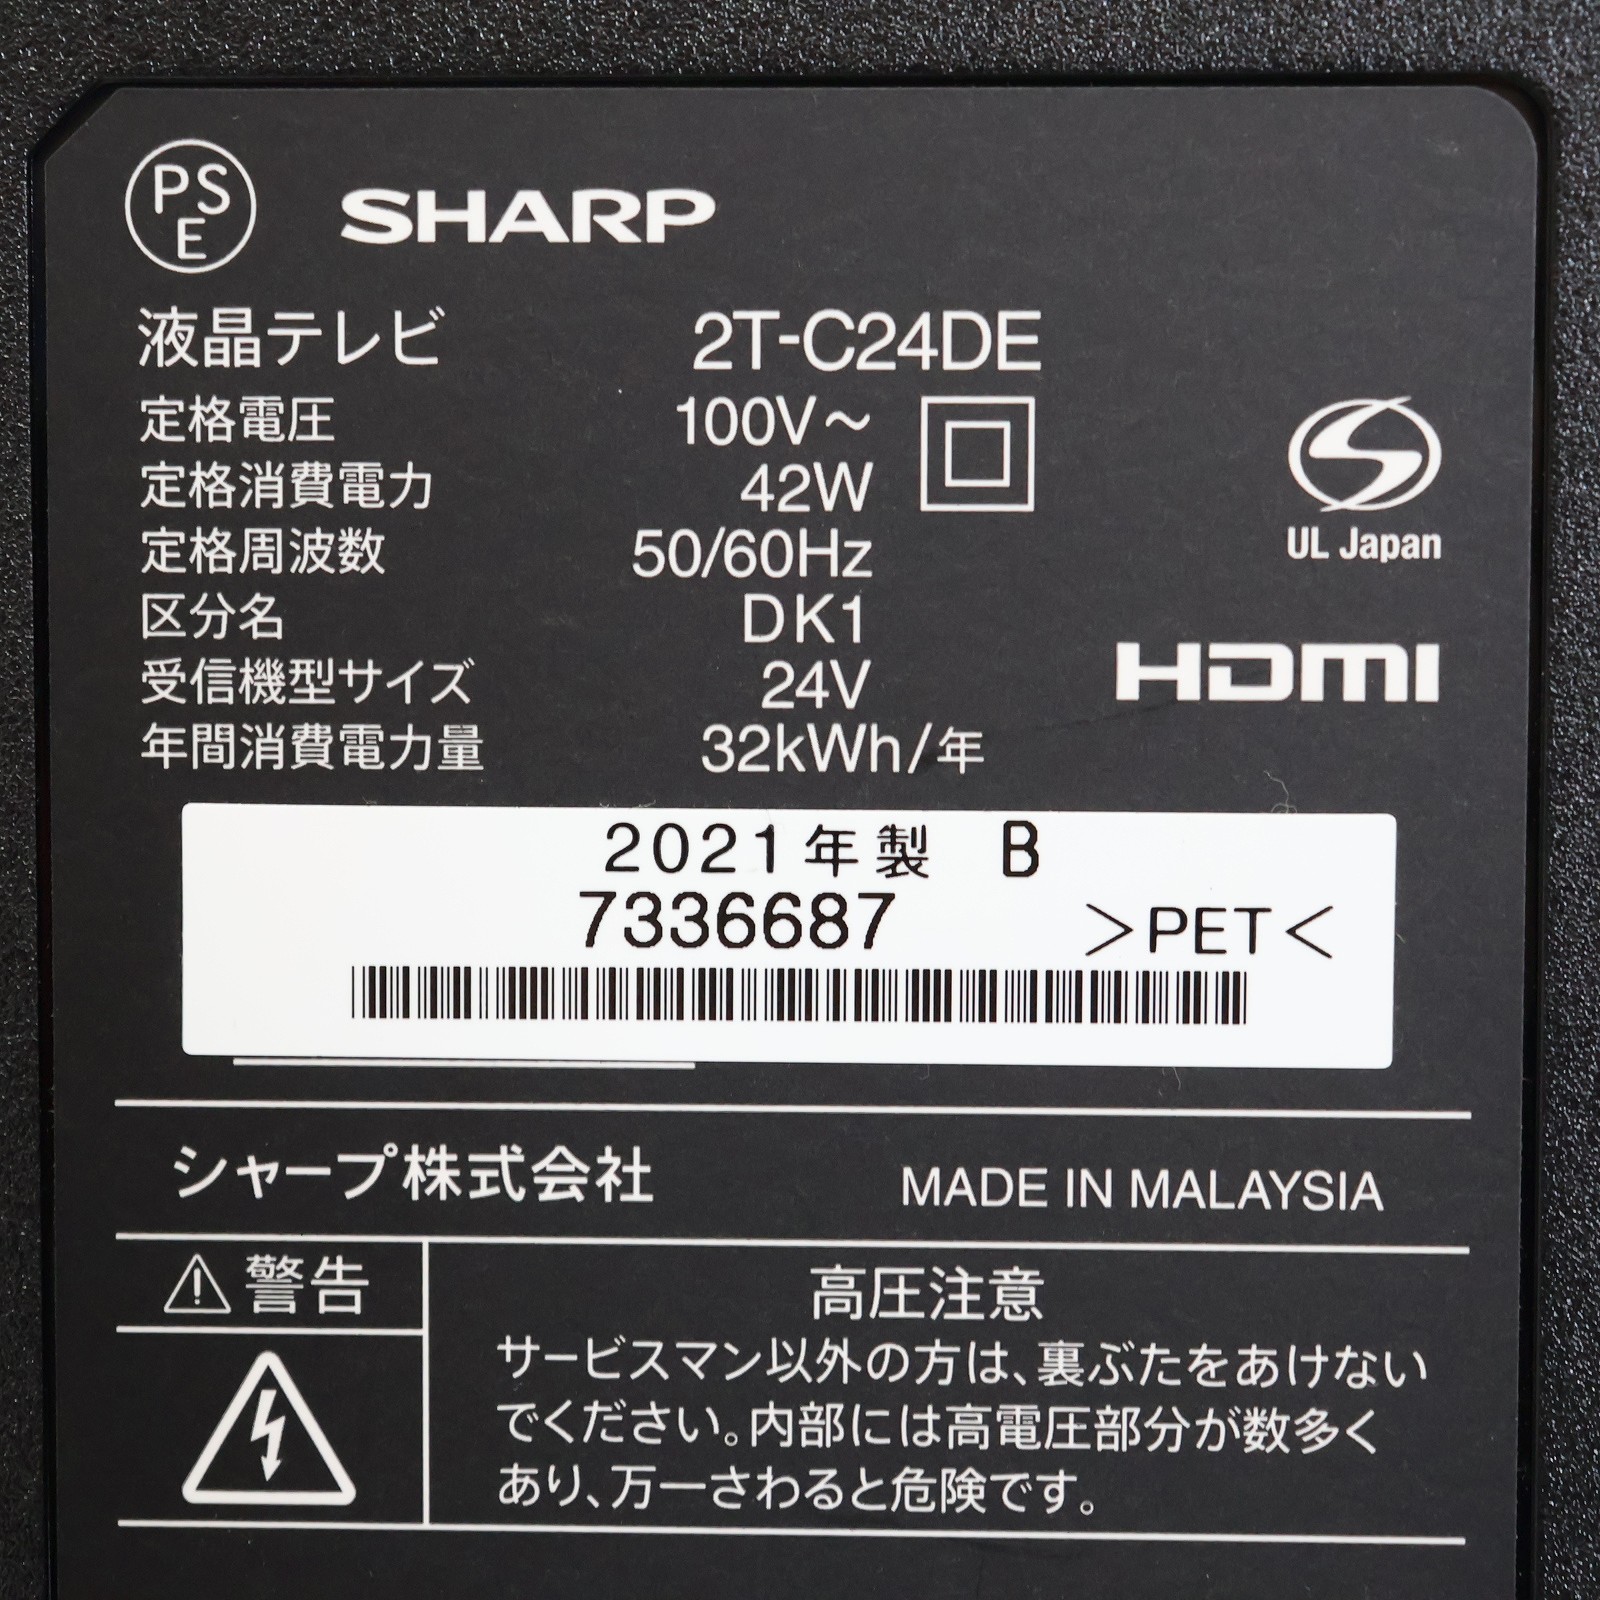 PS
E
SHARP
液晶テレビ 2T-C24DE
定格電圧 100V~
定格消費電力 42W
定格周波数 50/60Hz
区分名 DK1
受信機型サイズ 24V
年間消費電力量 32kWh/年
UL Japan
HDMI
2021年製 B
7336687
>PET<
シャープ株式会社 MADE IN MALAYSIA
警告
高圧注意
サービスマン以外の方は、裏ぶたをあけない
でください。内部には高電圧部分が数多く
あり、万一さわると危険です。